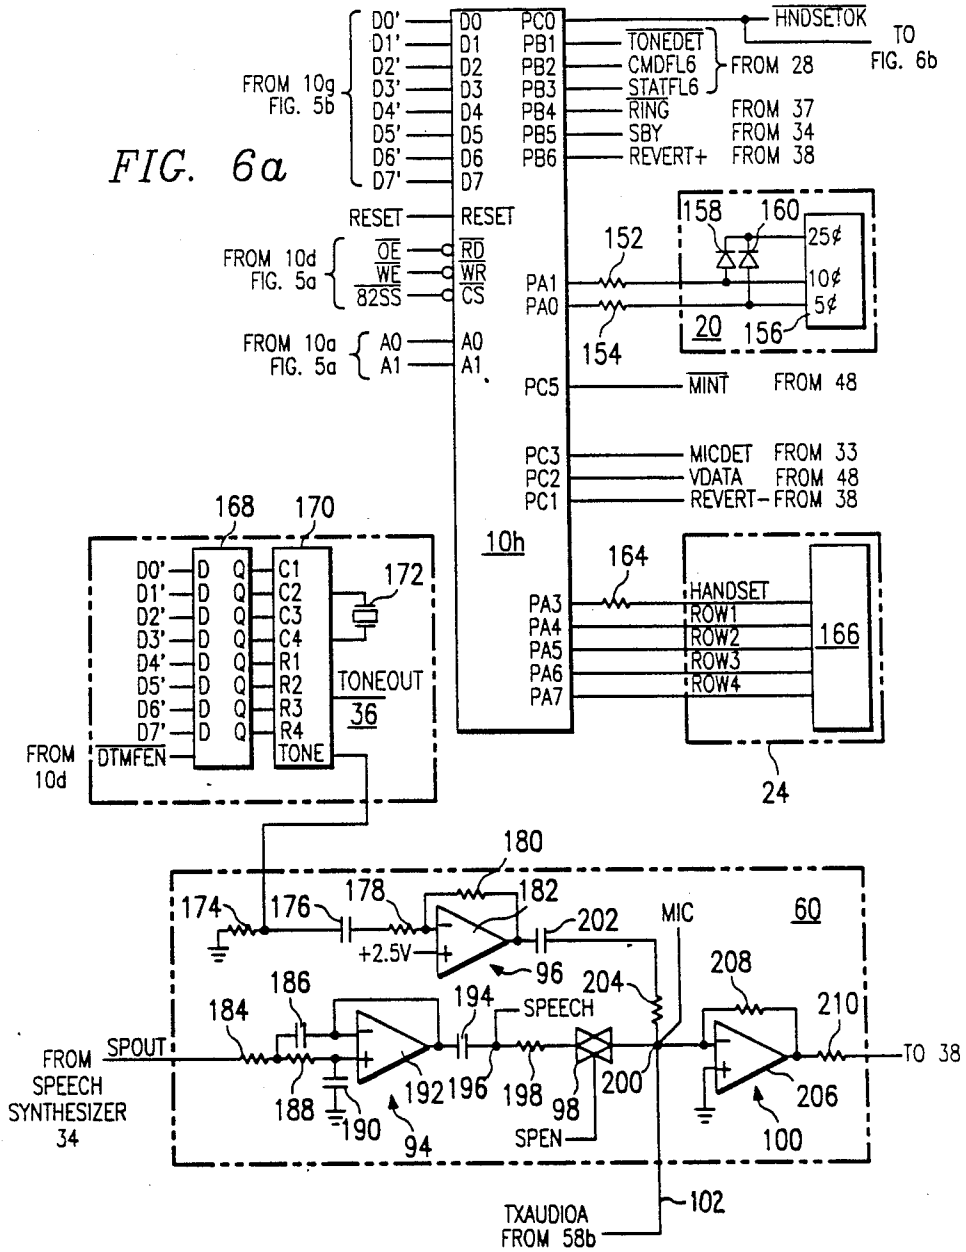 FIG. 6a
FROM 10g
FIG. 5b
D0'
D1'
D2'
D3'
D4'
D5'
D6'
D7'
RESET
FROM 10d
FIG. 5a
OE
WE
82SS
FROM 10a
FIG. 5a
A0
A1
D0
D1
D2
D3
D4
D5
D6
D7
RESET
RD
WR
CS
A0
A1
10h
PC0
PB1
PB2
PB3
PB4
PB5
PB6
PA1
PA0
PC5
PC3
PC2
PC1
PA3
PA4
PA5
PA6
PA7
HNDSETOK
TO
FIG. 6b
TONEDET
CMDFL6
STATFL6
FROM 28
RING FROM 37
SBY FROM 34
REVERT+ FROM 38
152
154
158
160
25¢
10¢
5¢
20
156
MINT FROM 48
MICDET FROM 33
VDATA FROM 48
REVERT- FROM 38
164
HANDSET
ROW1
ROW2
ROW3
ROW4
166
24
168
170
D0' D Q C1
D1' D Q C2
D2' D Q C3
D3' D Q C4
D4' D Q R1
D5' D Q R2
D6' D Q R3
D7' D Q R4
DTMFEN
TONE
FROM
10d
172
TONEOUT
36
174
176
178
180
182
+2.5V
96
202
204
MIC
60
208
210
TO 38
206
100
184
186
188
190
192
94
194
196
SPEECH
198
98
200
SPEN
SPOUT
FROM
SPEECH
SYNTHESIZER
34
102
TXAUDIOA
FROM 58b
-
+
-
+
-
+